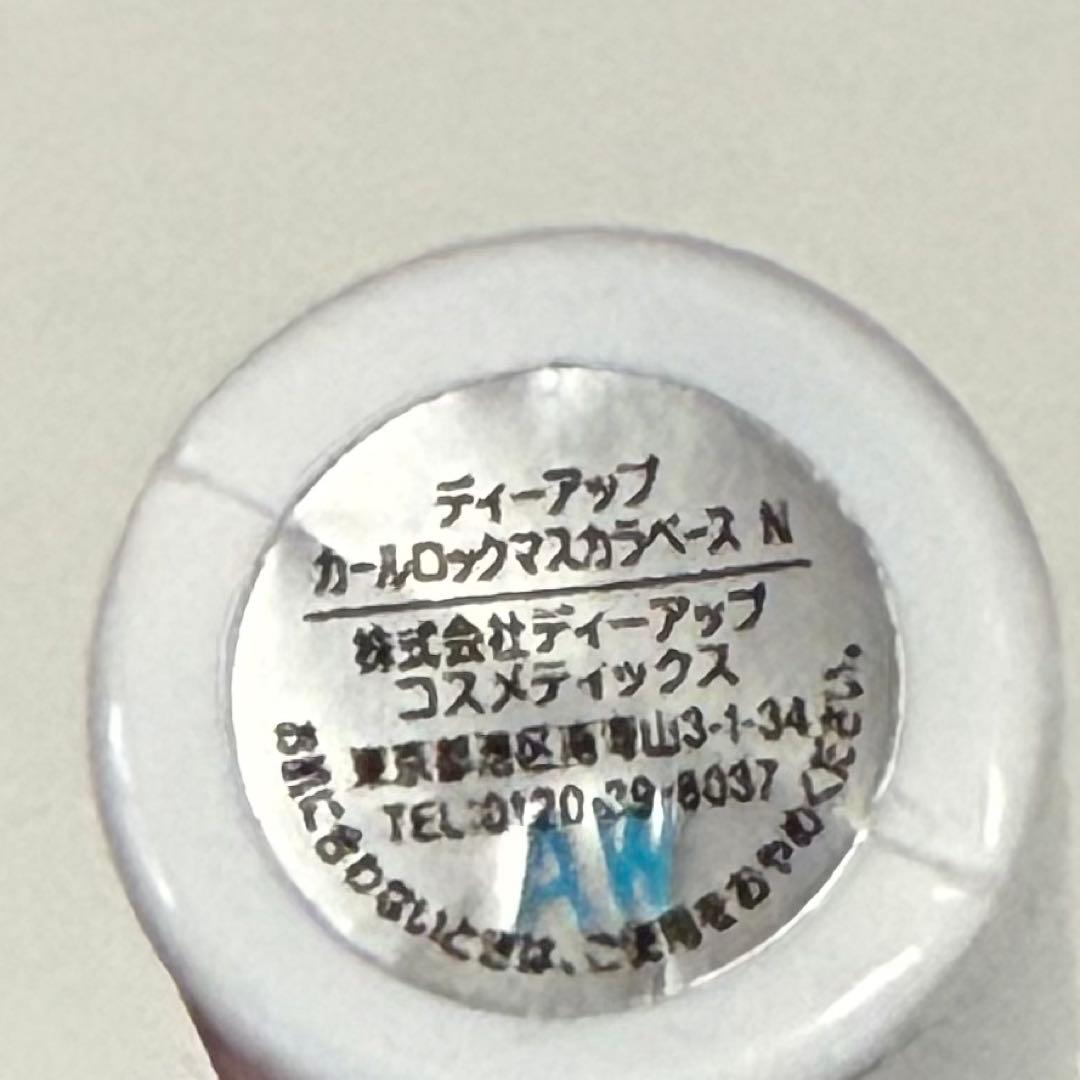 ディーアップ
カールロックマスカラベース N
株式会社ディーアップ
コスメティックス
東京都港区南青山3-1-34
TEL:0120-39-8037
お肌にあわないときは、ご使用をおやめください。
AW